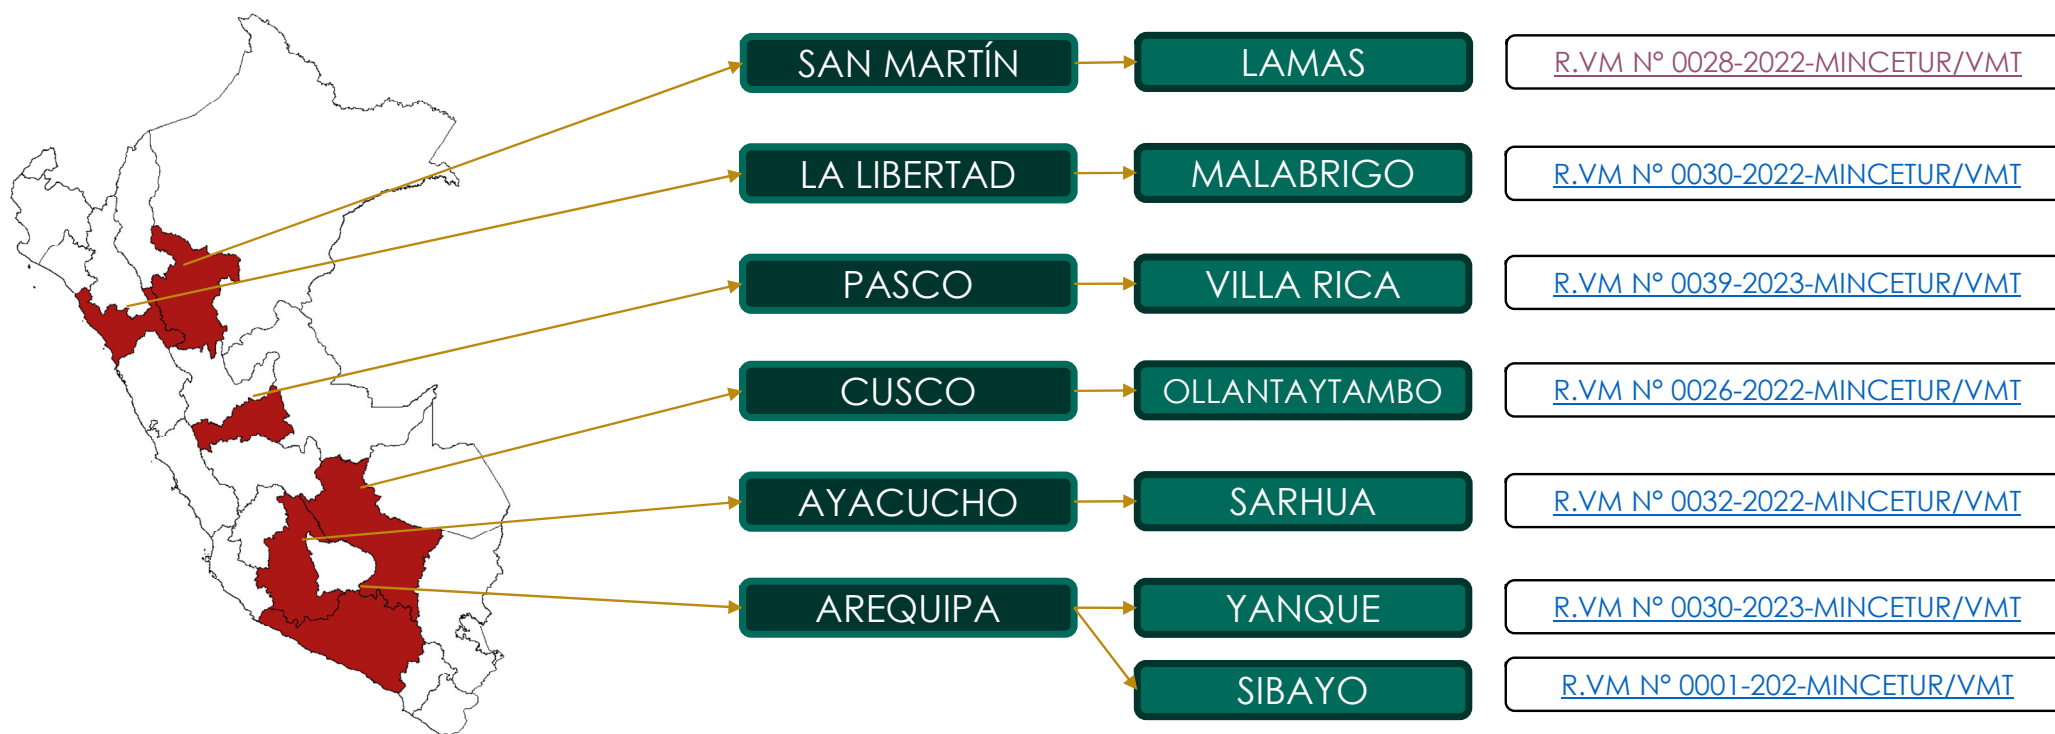 SAN MARTÍN LAMAS R.VM N° 0028-2022-MINCETUR/VMT
LA LIBERTAD MALABRIGO R.VM N° 0030-2022-MINCETUR/VMT
PASCO VILLA RICA R.VM N° 0039-2023-MINCETUR/VMT
CUSCO OLLANTAYTAMBO R.VM N° 0026-2022-MINCETUR/VMT
AYACUCHO SARHUA R.VM N° 0032-2022-MINCETUR/VMT
AREQUIPA YANQUE R.VM N° 0030-2023-MINCETUR/VMT
SIBAYO R.VM N° 0001-202-MINCETUR/VMT